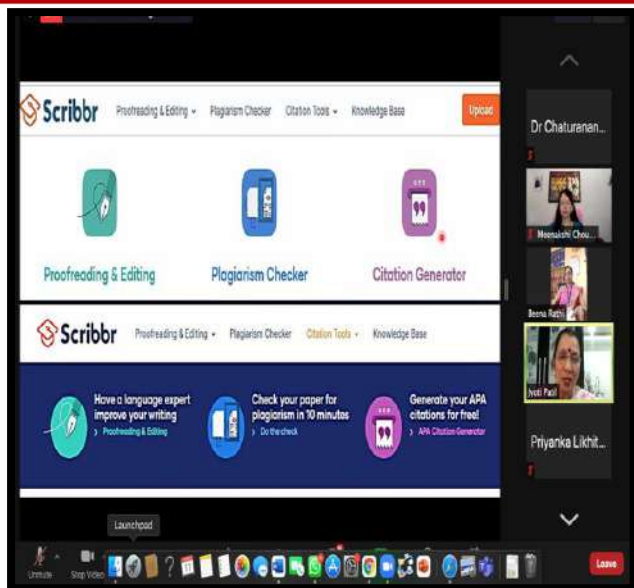 Scribbr Proofreading & Editing Plagiarism Checker Citation Tools Knowledge Base Upload
Proofreading & Editing Plagiarism Checker Citation Generator
Scribbr Proofreading & Editing Plagiarism Checker Citation Tools Knowledge Base
Have a language expert
improve your writing
> Proofreading & Editing
Check your paper for
plagiarism in 10 minutes
> Do the check
Generate your APA
citations for free!
> APA Citation Generator
Dr Chaturanan...
Meenakshi Chou...
Beena Rathi
Jyoti Patil
Priyanka Likhit...
Launchpad
Unmute Stop Video Leave